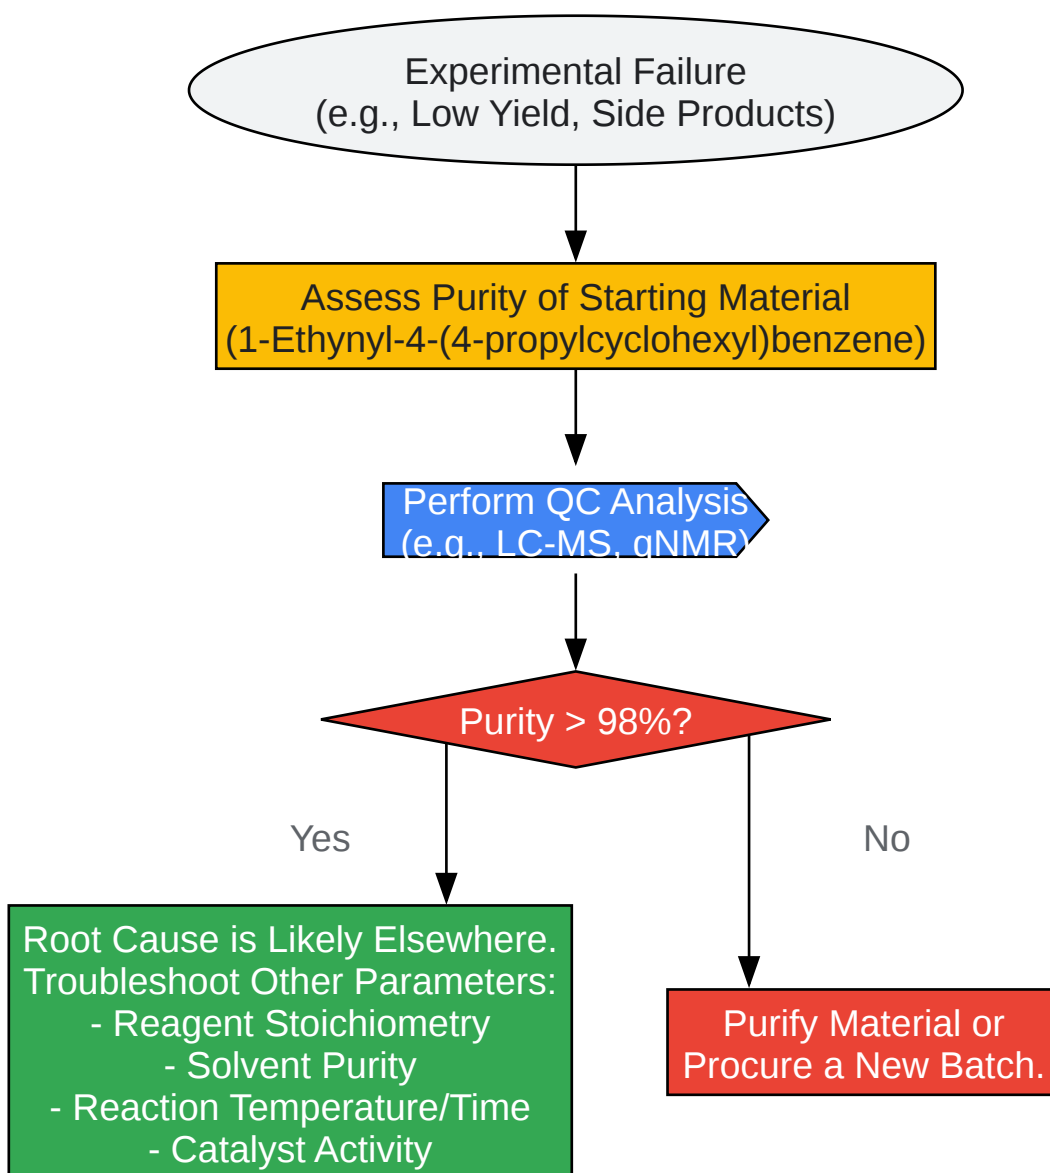 Experimental Failure
(e.g., Low Yield, Side Products)
Assess Purity of Starting Material
(1-Ethynyl-4-(4-propylcyclohexyl)benzene)
Perform QC Analysis
(e.g., LC-MS, qNMR)
Purity > 98%?
Yes
No
Root Cause is Likely Elsewhere.
Troubleshoot Other Parameters:
- Reagent Stoichiometry
- Solvent Purity
- Reaction Temperature/Time
- Catalyst Activity
Purify Material or
Procure a New Batch.